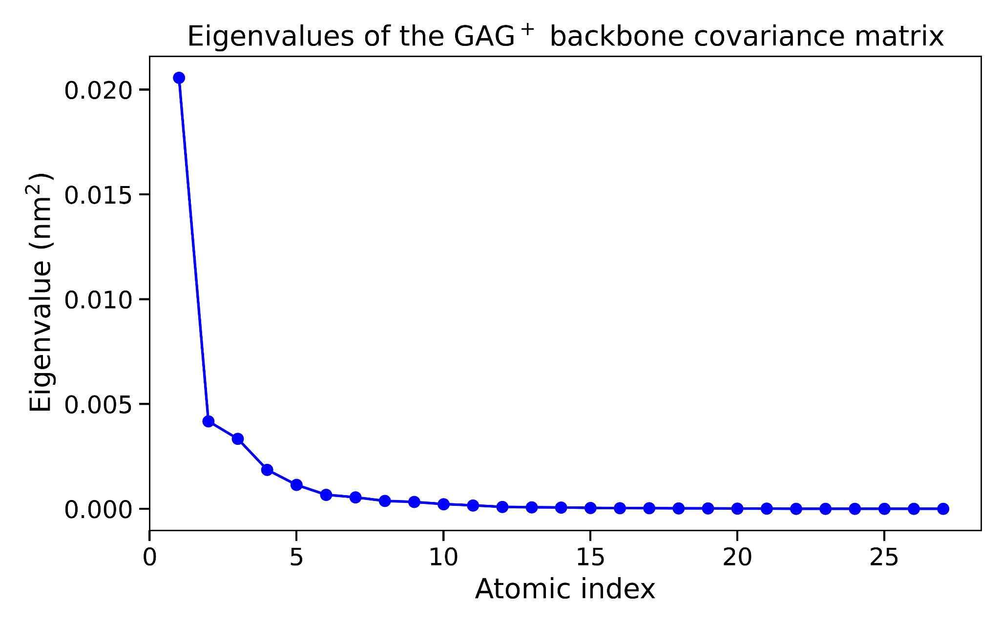 Eigenvalues of the GAG⁺ backbone covariance matrix
Eigenvalue (nm²)
0.020
0.015
0.010
0.005
0.000
0 5 10 15 20 25
Atomic index